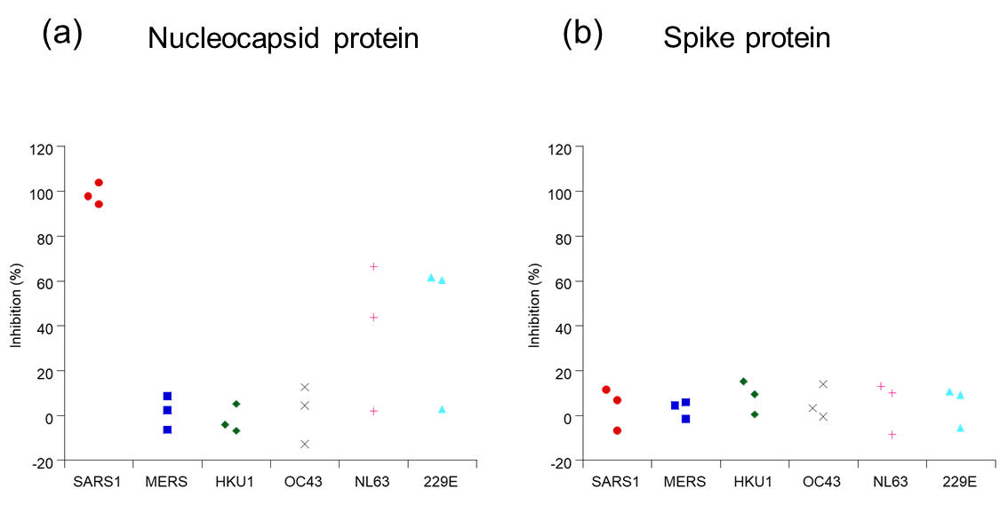 (a) Nucleocapsid protein
120
100
80
60
40
20
0
-20
Inhibition (%)
SARS1 MERS HKU1 OC43 NL63 229E
(b) Spike protein
120
100
80
60
40
20
0
-20
Inhibition (%)
SARS1 MERS HKU1 OC43 NL63 229E